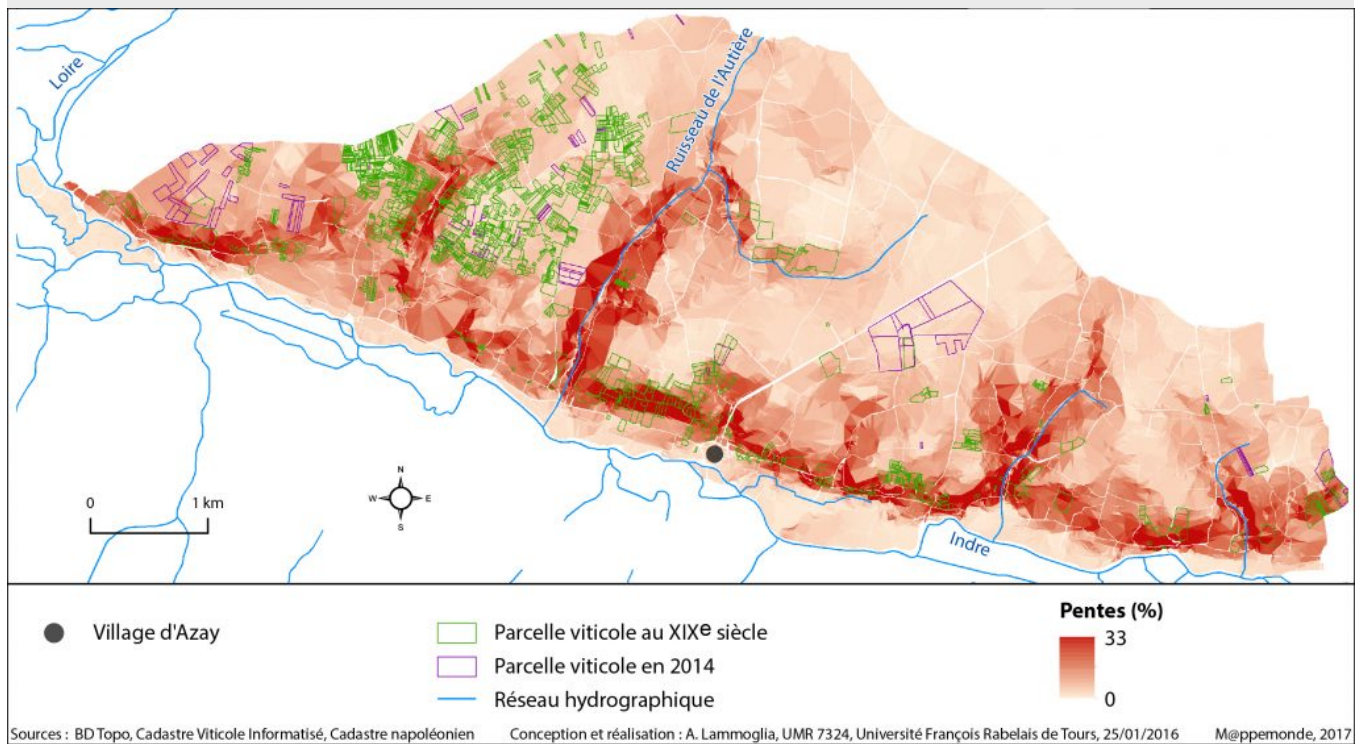 Loire
Ruisseau de l'Autière
N
W E
S
0 1 km
Indre
Village d'Azay
Parcelle viticole au XIXe siècle
Parcelle viticole en 2014
Réseau hydrographique
Pentes (%)
33
0
Sources : BD Topo, Cadastre Viticole Informatisé, Cadastre napoléonien Conception et réalisation : A. Lammoglia, UMR 7324, Université François Rabelais de Tours, 25/01/2016 M@ppemonde, 2017